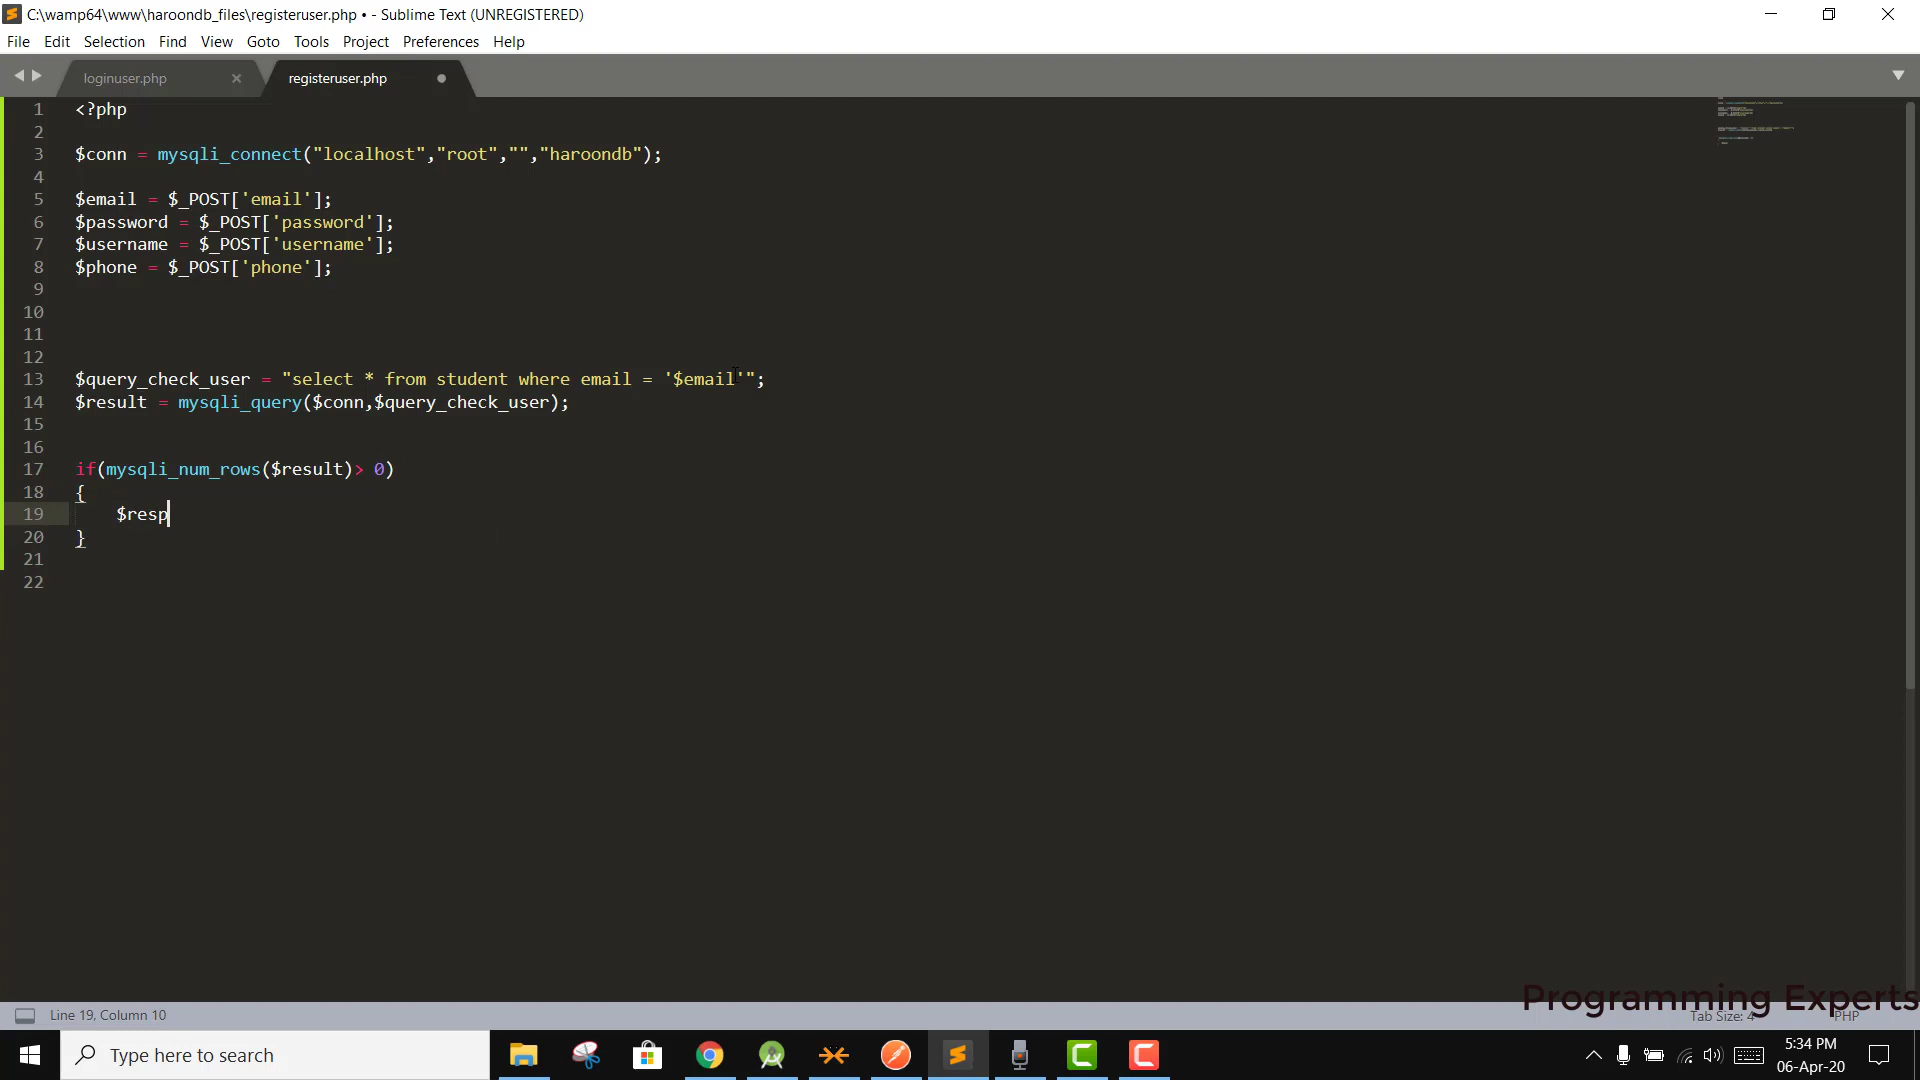 C:\wamp64\www\haroondb_files\registeruser.php • - Sublime Text (UNREGISTERED)
File Edit Selection Find View Goto Tools Project Preferences Help
loginuser.php registeruser.php
1 <?php
2
3 $conn = mysqli_connect("localhost","root","","haroondb");
4
5 $email = $_POST['email'];
6 $password = $_POST['password'];
7 $username = $_POST['username'];
8 $phone = $_POST['phone'];
9
10
11
12
13 $query_check_user = "select * from student where email = '$email'";
14 $result = mysqli_query($conn,$query_check_user);
15
16
17 if(mysqli_num_rows($result)> 0)
18 {
19 $resp
20 }
21
22
Programming Experts
Line 19, Column 10 Tab Size: 4 PHP
Type here to search
5:34 PM
06-Apr-20